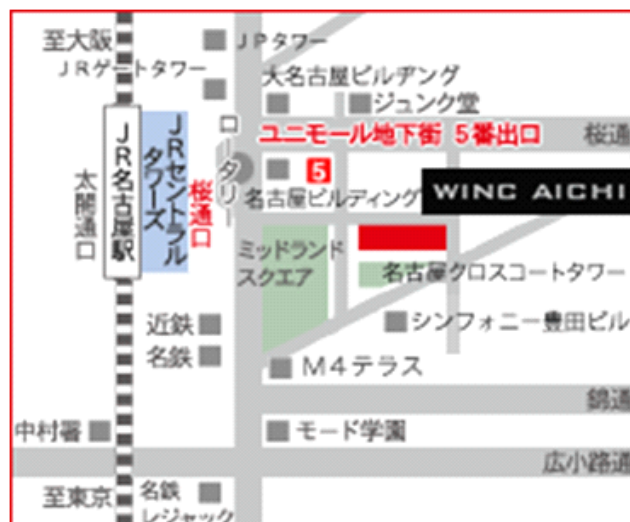 至大阪
JPタワー
JRゲートタワー
大名古屋ビルヂング
ジュンク堂
ロータリー
ユニモール地下街 5番出口
桜通
JR名古屋駅
JRセントラル
タワーズ
桜通口
太閤通口
5
名古屋ビルディング
WINC AICHI
ミッドランド
スクエア
名古屋クロスコートタワー
近鉄
名鉄
シンフォニー豊田ビル
M4テラス
錦通
中村署
モード学園
広小路通
至東京
名鉄
レジャック